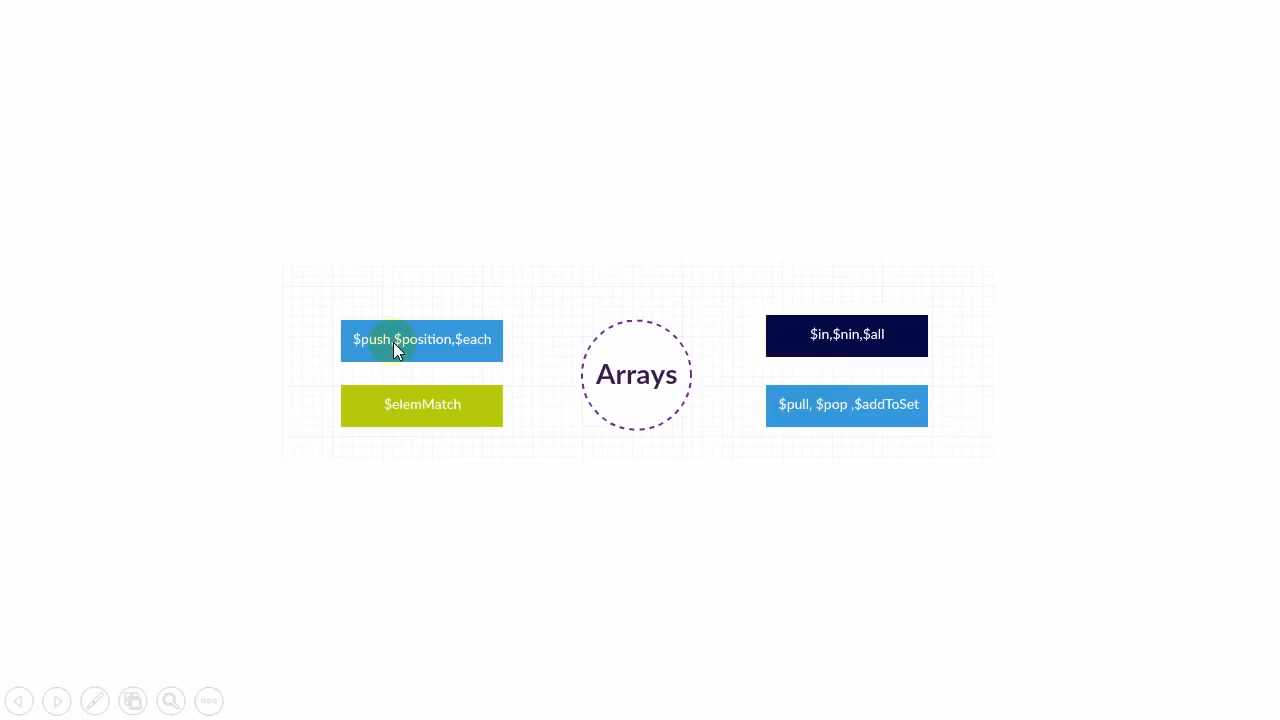 $push,$position,$each
$elemMatch
Arrays
$in,$nin,$all
$pull, $pop ,$addToSet